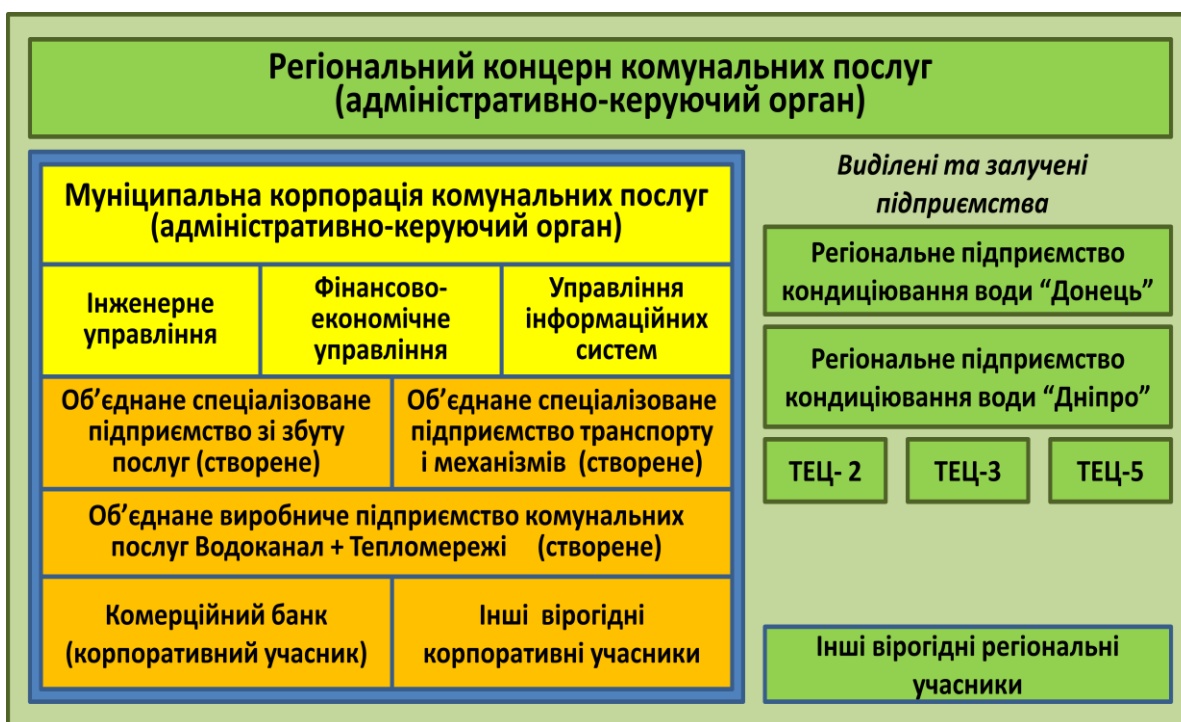 Регіональний концерн комунальних послуг
(адміністративно-керуючий орган)
Муніципальна корпорація комунальних послуг
(адміністративно-керуючий орган)
Інженерне
управління
Фінансово-
економічне
управління
Управління
інформаційних
систем
Об’єднане спеціалізоване
підприємство зі збуту
послуг (створене)
Об’єднане спеціалізоване
підприємство транспорту
і механізмів (створене)
Об’єднане виробниче підприємство комунальних
послуг Водоканал + Тепломережі (створене)
Комерційний банк
(корпоративний учасник)
Інші вірогідні
корпоративні учасники
Виділені та залучені
підприємства
Регіональне підприємство
кондиціювання води “Донець”
Регіональне підприємство
кондиціювання води “Дніпро”
ТЕЦ- 2
ТЕЦ-3
ТЕЦ-5
Інші вірогідні регіональні
учасники